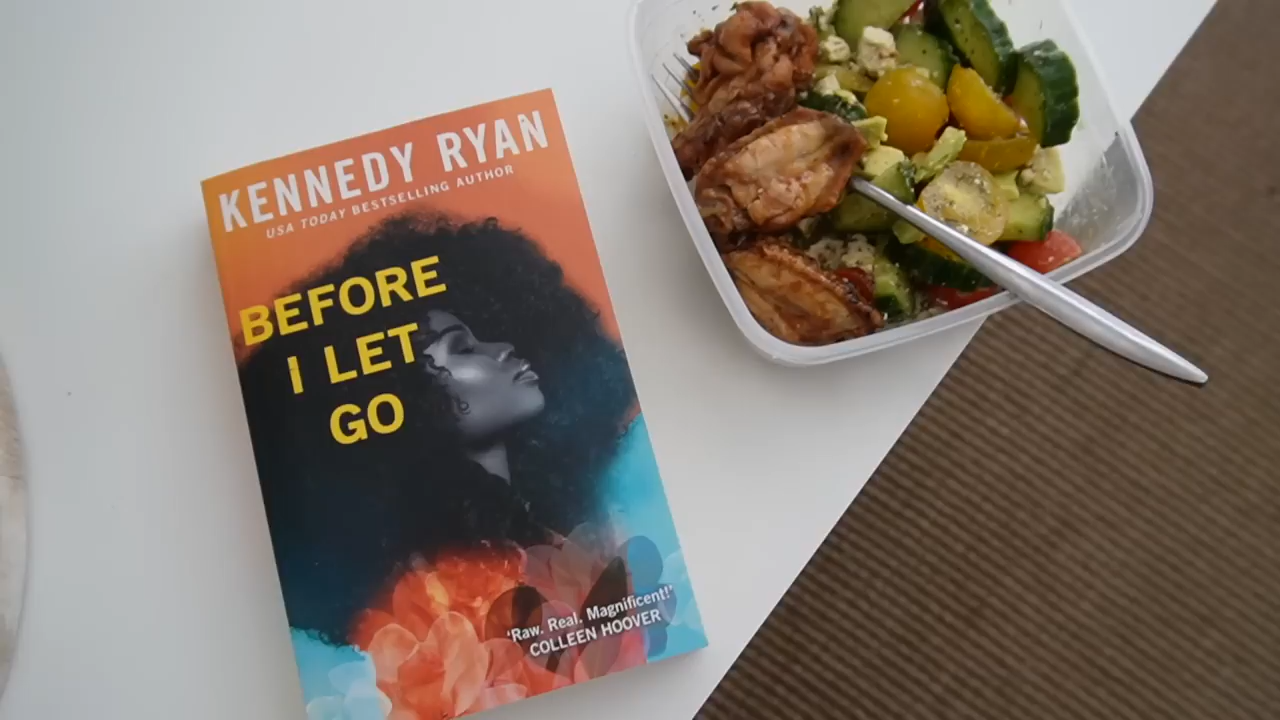 KENNEDY RYAN
USA TODAY BESTSELLING AUTHOR
BEFORE
I LET
GO
'Raw. Real. Magnificent!'
COLLEEN HOOVER